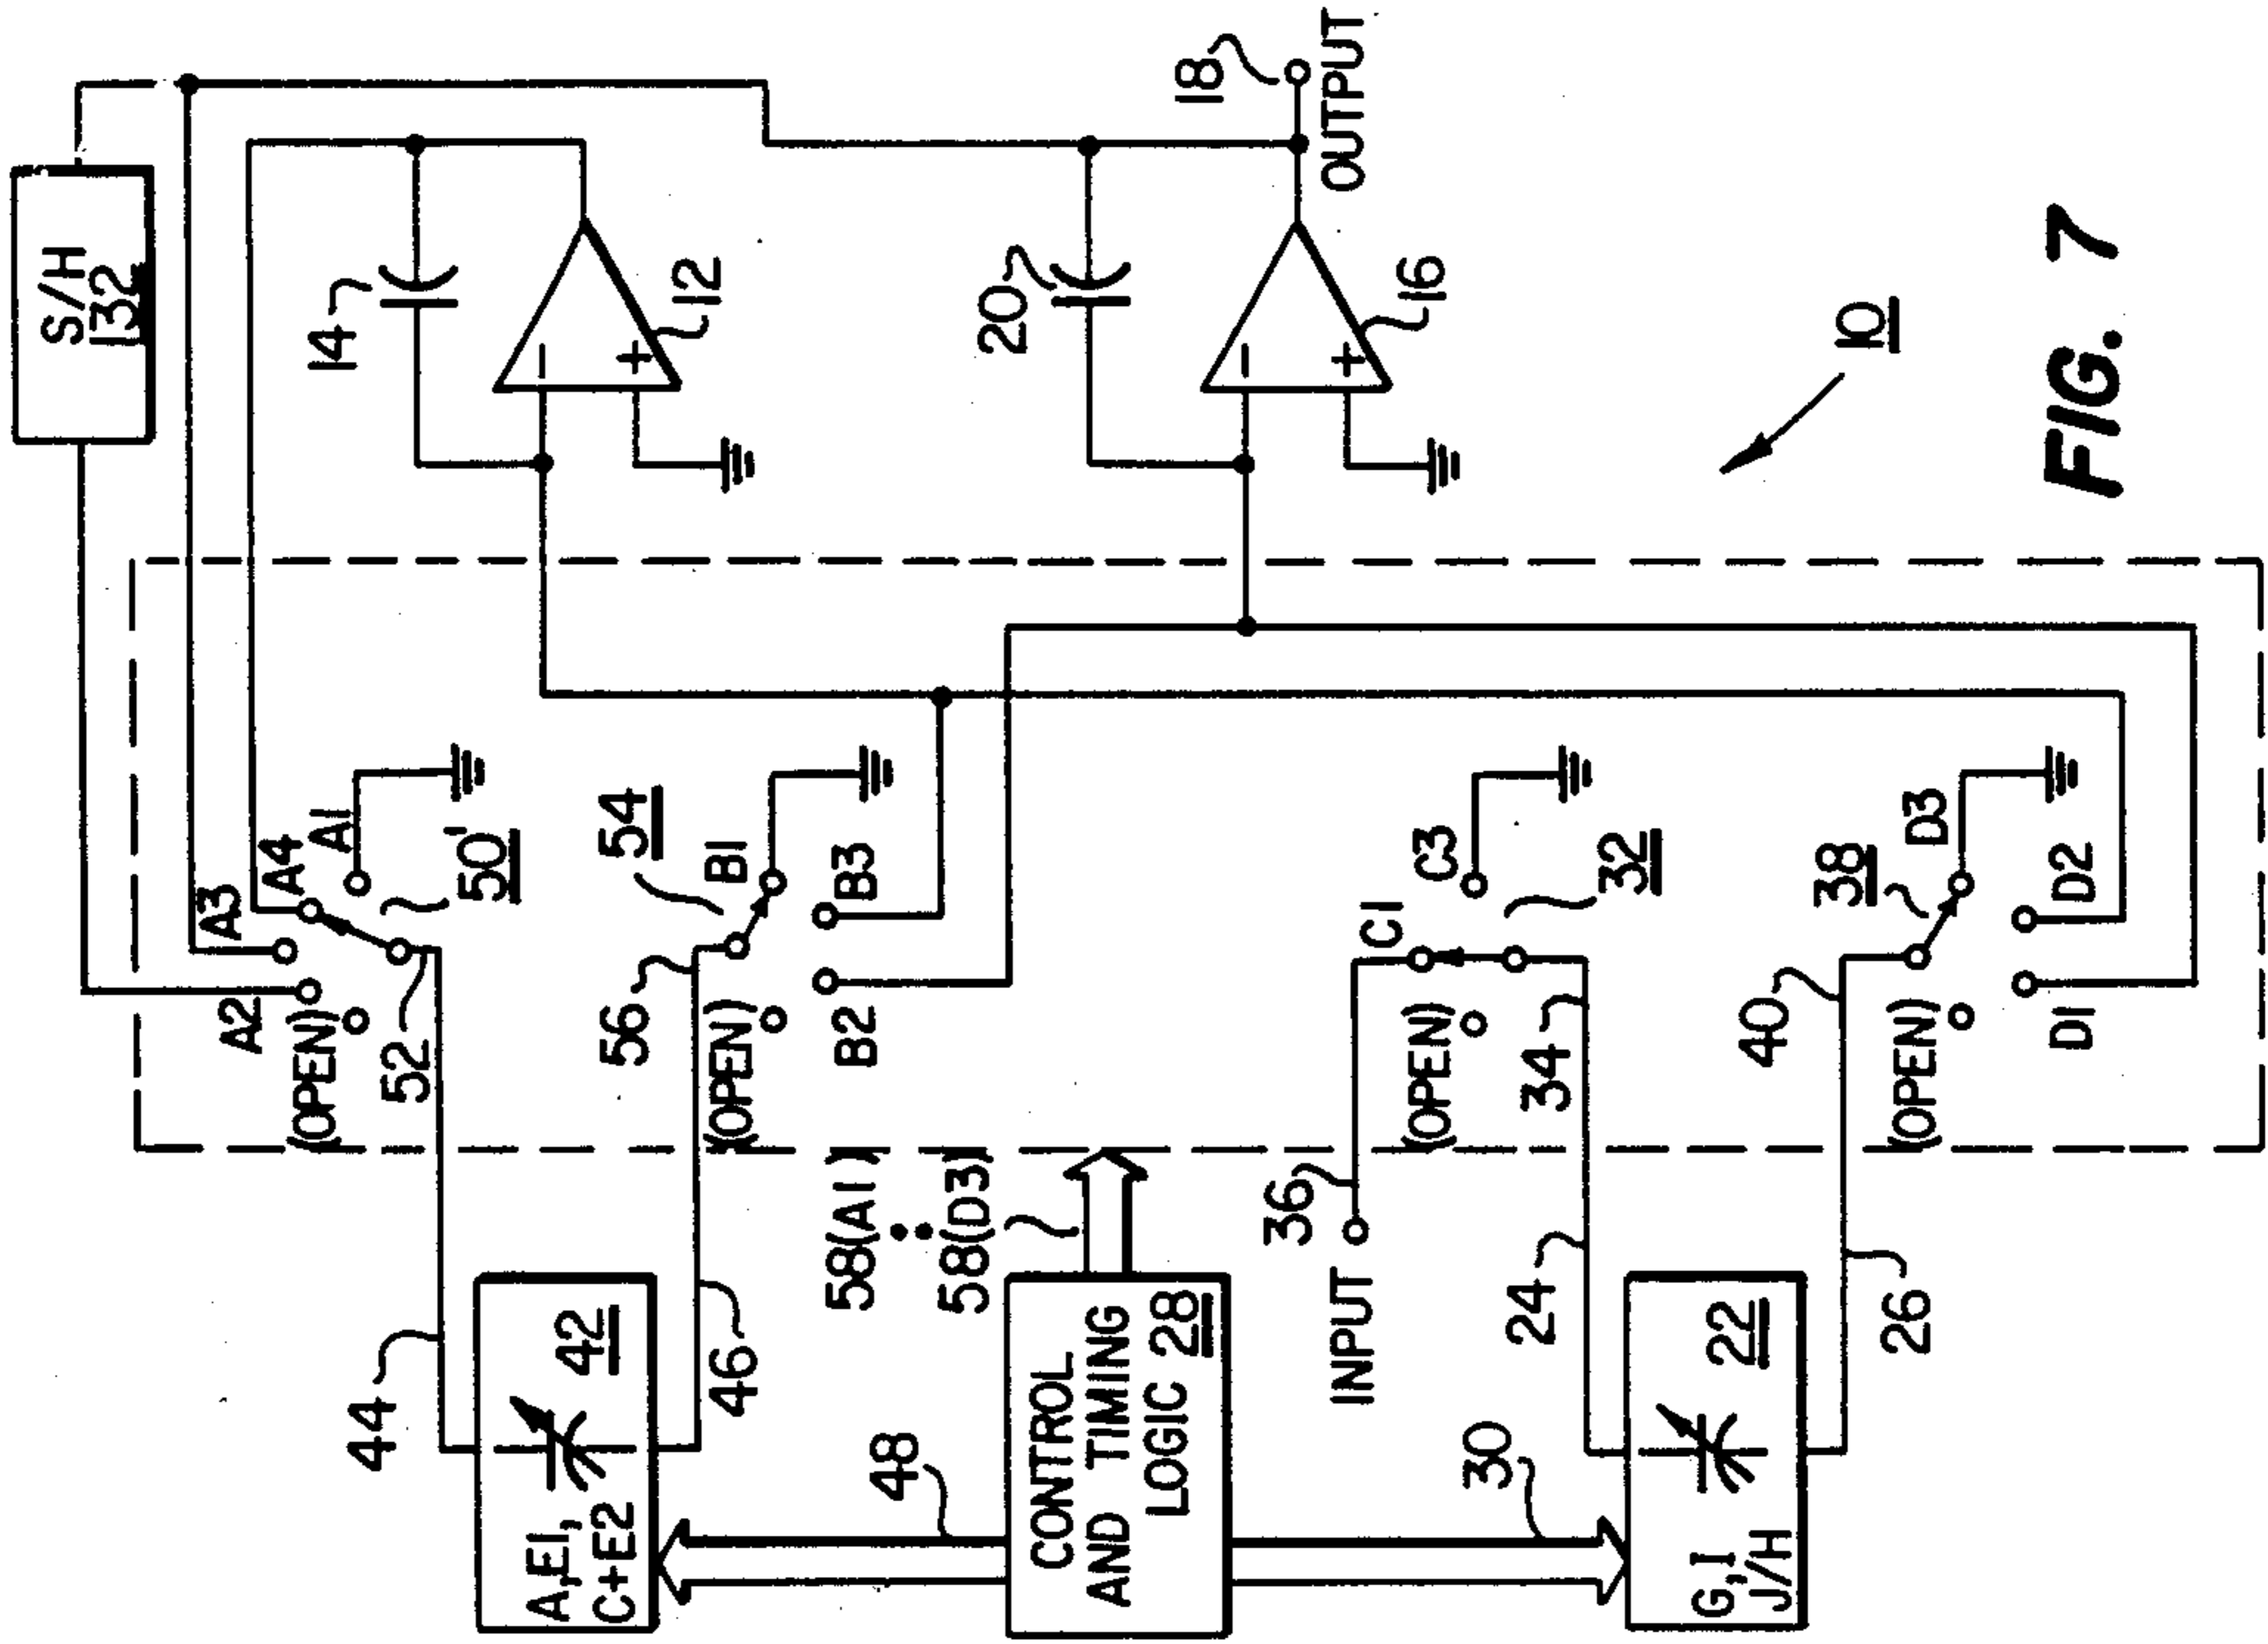 S/H
132
14
12
18
OUTPUT
20
16
10
FIG. 7
A3
A4
A1
50'
A2
(OPEN)
52
54
B1
56
(OPEN)
B3
B2
C1
C3
32
(OPEN)
34
38
D3
40
(OPEN)
D2
D1
44
42
A,E1,
C+E2
46
58(A1)
58(D3)
48
CONTROL
AND TIMING
LOGIC 28
36
INPUT
24
30
22
G,I
J/H
26